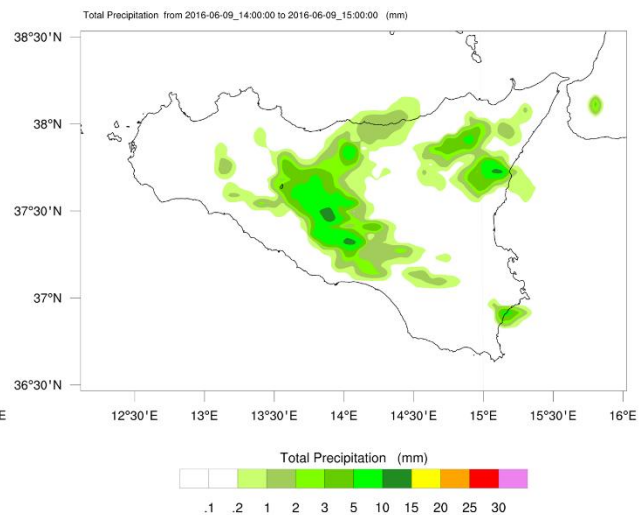 Total Precipitation from 2016-06-09_14:00:00 to 2016-06-09_15:00:00 (mm)
38°30'N
38°N
37°30'N
37°N
36°30'N
E 12°30'E 13°E 13°30'E 14°E 14°30'E 15°E 15°30'E 16°E
Total Precipitation (mm)
.1 .2 1 2 3 5 10 15 20 25 30